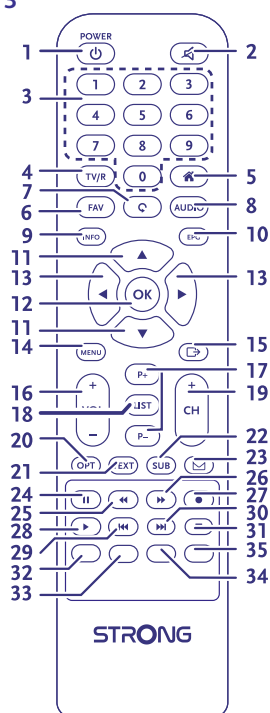 3
POWER
1 2
3 1 2 3
4 5 6
7 8 9
4 TV/R 0 5
7 8
6 FAV AUDIO
9 INFO EPG 10
11
13 13
12 OK
11
14 MENU 15
P+ 17
16 + + 19
VOL LIST CH
18
− P− 22
20 23
OPT TEXT SUB
21 26
24 27
25 30
28 31
29 35
32
33 34
STRONG